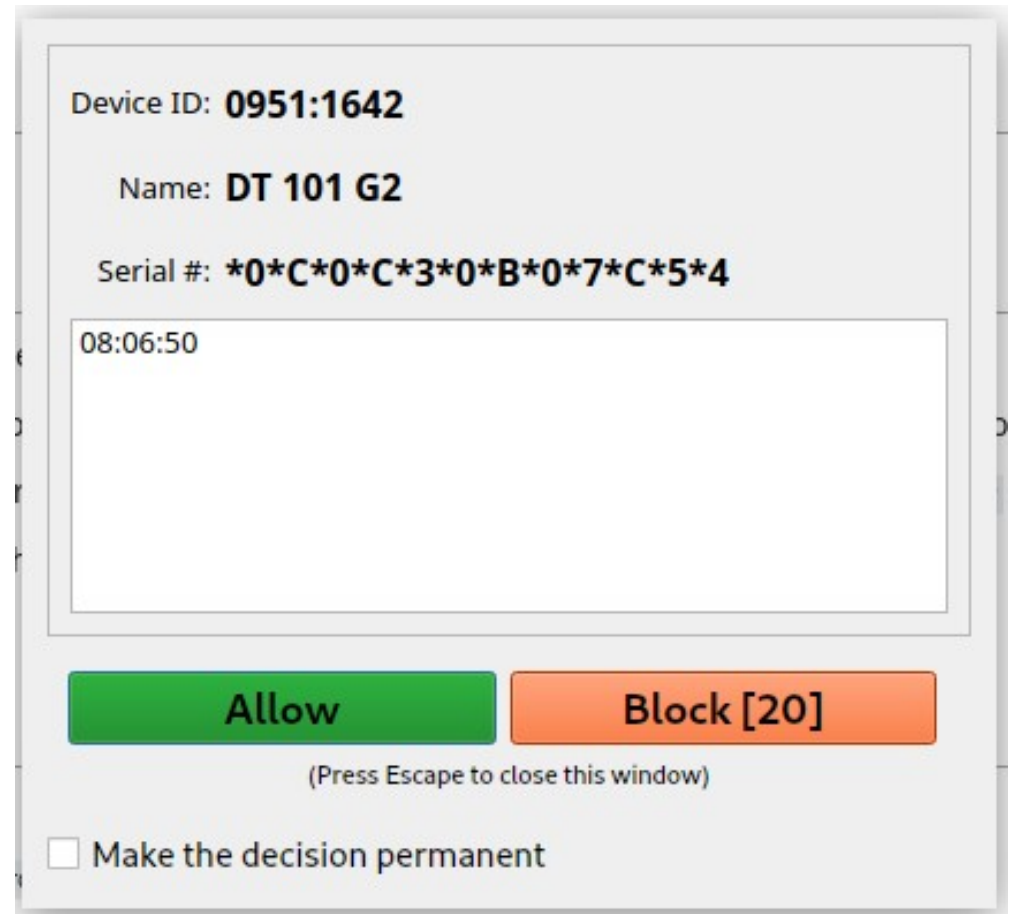 Device ID: 0951:1642
Name: DT 101 G2
Serial #: *0*C*0*C*3*0*B*0*7*C*5*4
08:06:50
Allow Block [20]
(Press Escape to close this window)
Make the decision permanent